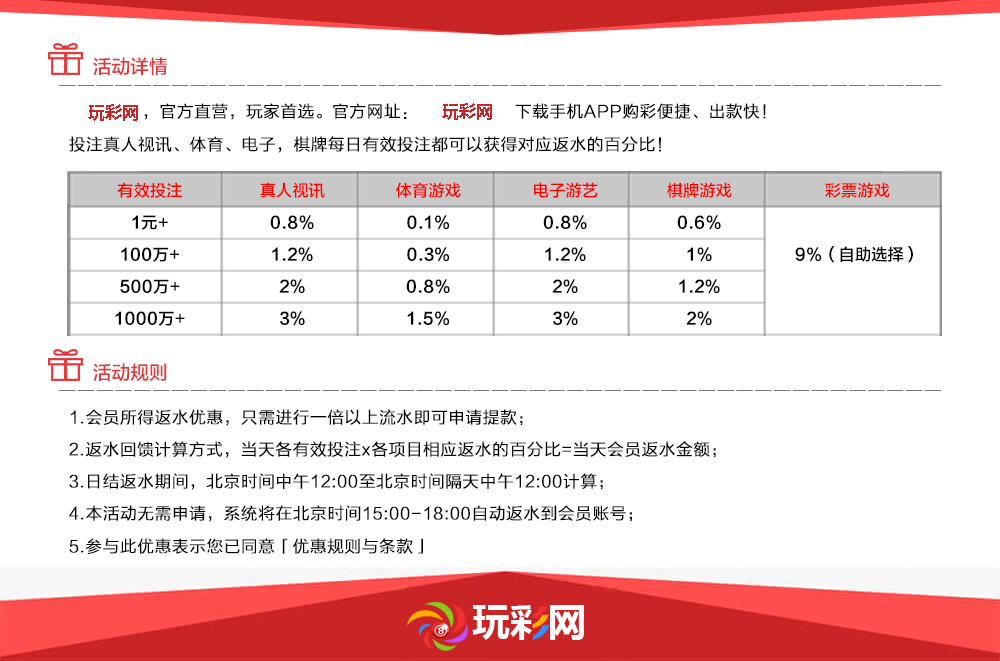 活动详情
玩彩网，官方直营，玩家首选。官方网址： 玩彩网 下载手机APP购彩便捷、出款快！
投注真人视讯、体育、电子，棋牌每日有效投注都可以获得对应返水的百分比！
有效投注 真人视讯 体育游戏 电子游艺 棋牌游戏 彩票游戏
1元+ 0.8% 0.1% 0.8% 0.6%
100万+ 1.2% 0.3% 1.2% 1% 9%（自助选择）
500万+ 2% 0.8% 2% 1.2%
1000万+ 3% 1.5% 3% 2%
活动规则
1.会员所得返水优惠，只需进行一倍以上流水即可申请提款；
2.返水回馈计算方式，当天各有效投注x各项目相应返水的百分比=当天会员返水金额；
3.日结返水期间，北京时间中午12:00至北京时间隔天中午12:00计算；
4.本活动无需申请，系统将在北京时间15:00-18:00自动返水到会员账号；
5.参与此优惠表示您已同意「优惠规则与条款」
8 玩彩网